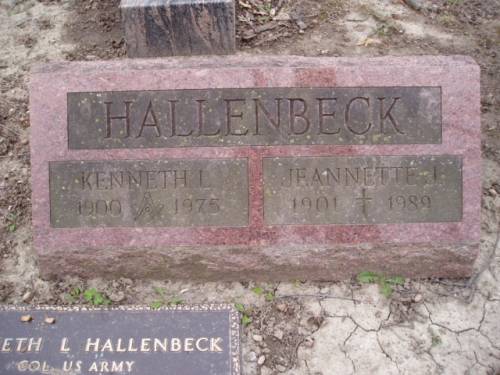 HALLENBECK
KENNETH L. JEANNETTE J.
1900 1975 1901 1989
ETH L HALLENBECK
COL US ARMY